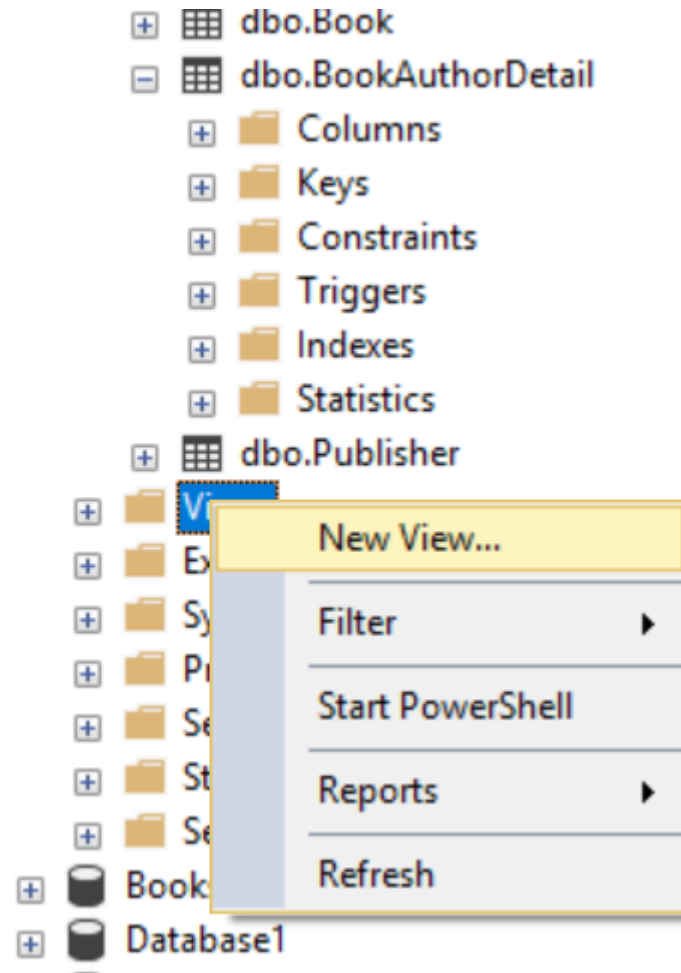 dbo.Book
dbo.BookAuthorDetail
Columns
Keys
Constraints
Triggers
Indexes
Statistics
dbo.Publisher
New View...
Filter
Start PowerShell
Reports
Refresh
Database1